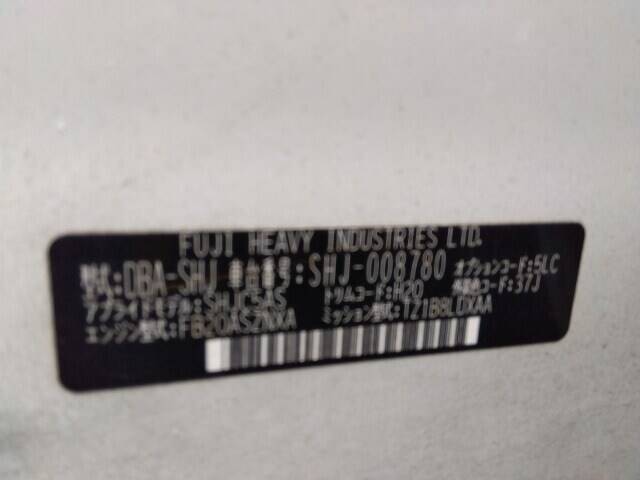 FUJI HEAVY INDUSTRIES LTD.
型式:DBA-SHJ 車台番号:SHJ-008780 オプションコード:5LC
アプライドモデル:SHJC5AS トリムコード:H20 外装色コード:37J
エンジン型式:FB20ASZNXA ミッション型式:TZ1B8LDXAA